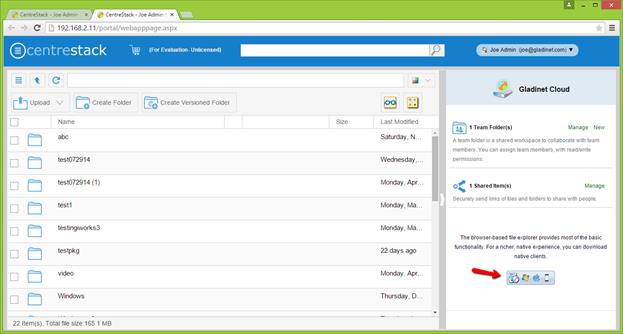 CentreStack - Joe Admin
CentreStack - Joe Admin
192.168.2.11/portal/webapppage.aspx
centrestack
(For Evaluation- Unlicensed)
Joe Admin (joe@gladinet.com)
Upload
Create Folder
Create Versioned Folder
Name
Size
Last Modified
abc
Saturday, N...
test072914
Wednesday,...
test072914 (1)
Monday, Apr...
test1
Monday, Ma...
testingiworks3
Monday, Apr...
testpkg
22 days ago
video
Monday, Apr...
Windows
Thursday, D...
22 Item(s), Total file size:165.1 MB
Gladinet Cloud
1 Team Folder(s)
Manage
New
A team folder is a shared workspace to collaborate with team
members. You can assign team members, with read/write
permissions.
1 Shared Item(s)
Manage
Securely send links of files and folders to share with people.
The browser-based file explorer provides most of the basic
functionality. For a richer, native experience, you can download
native clients.